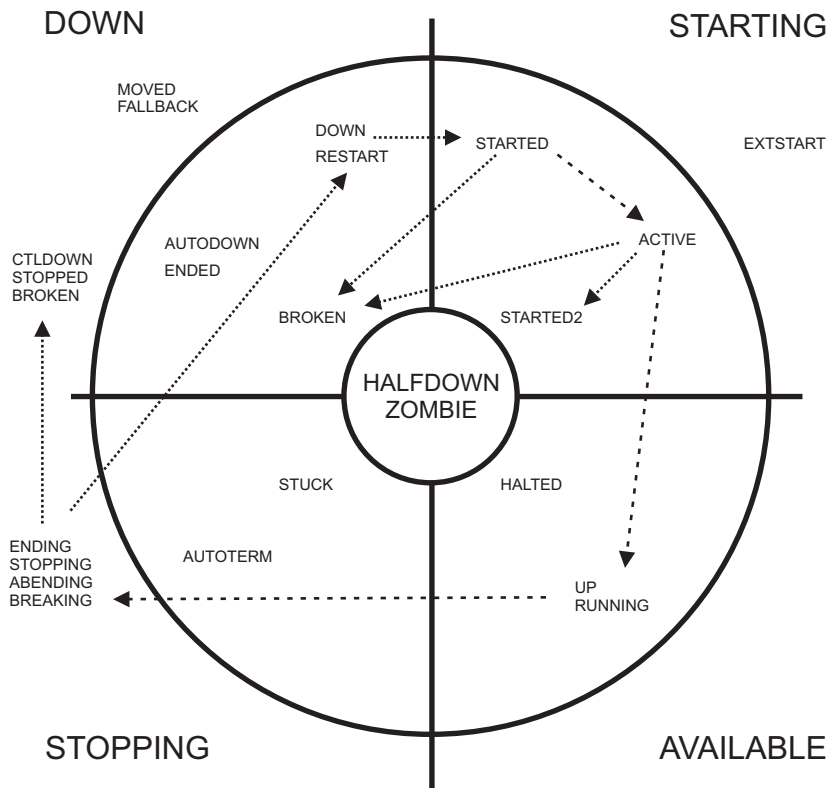 DOWN
STARTING
MOVED
FALLBACK
DOWN
RESTART
STARTED
EXTSTART
AUTODOWN
ENDED
ACTIVE
CTLDOWN
STOPPED
BROKEN
BROKEN
STARTED2
HALFDOWN
ZOMBIE
STUCK
HALTED
ENDING
STOPPING
ABENDING
BREAKING
AUTOTERM
UP
RUNNING
STOPPING
AVAILABLE